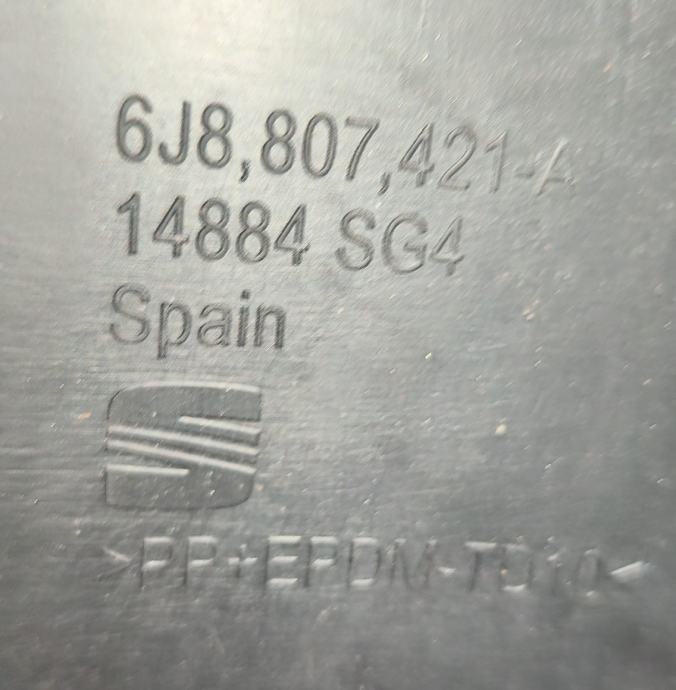 6J8,807,421-A
14884 SG4
Spain
>PP+EPDM-TD10<